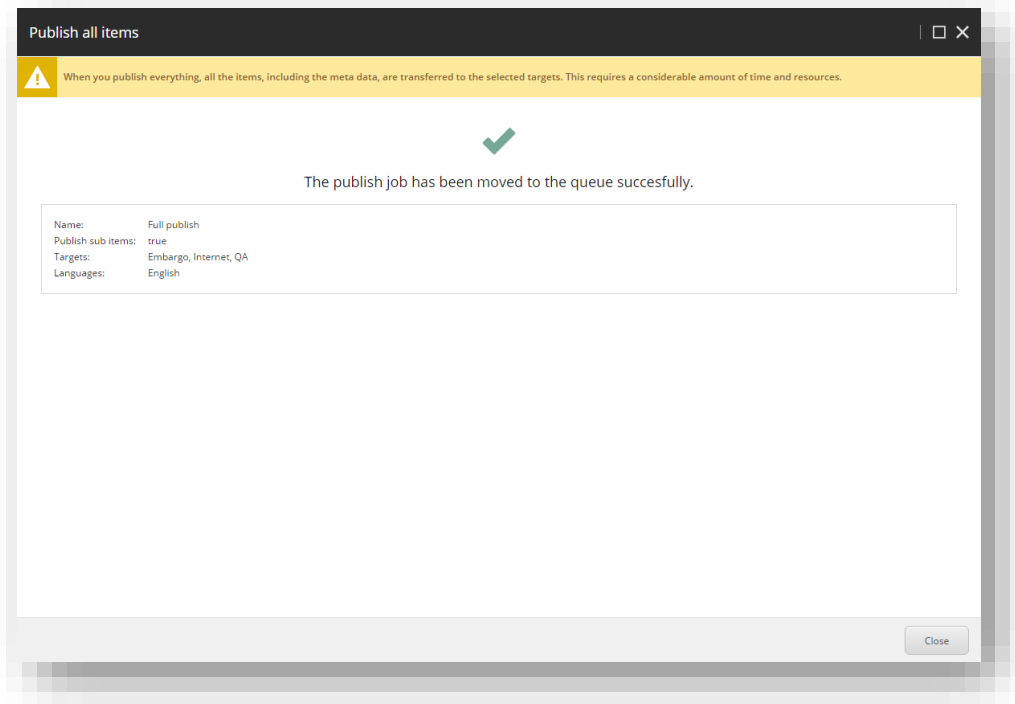 Publish all items
When you publish everything, all the items, including the meta data, are transferred to the selected targets. This requires a considerable amount of time and resources.
The publish job has been moved to the queue succesfully.
Name: Full publish
Publish sub items: true
Targets: Embargo, Internet, QA
Languages: English
Close